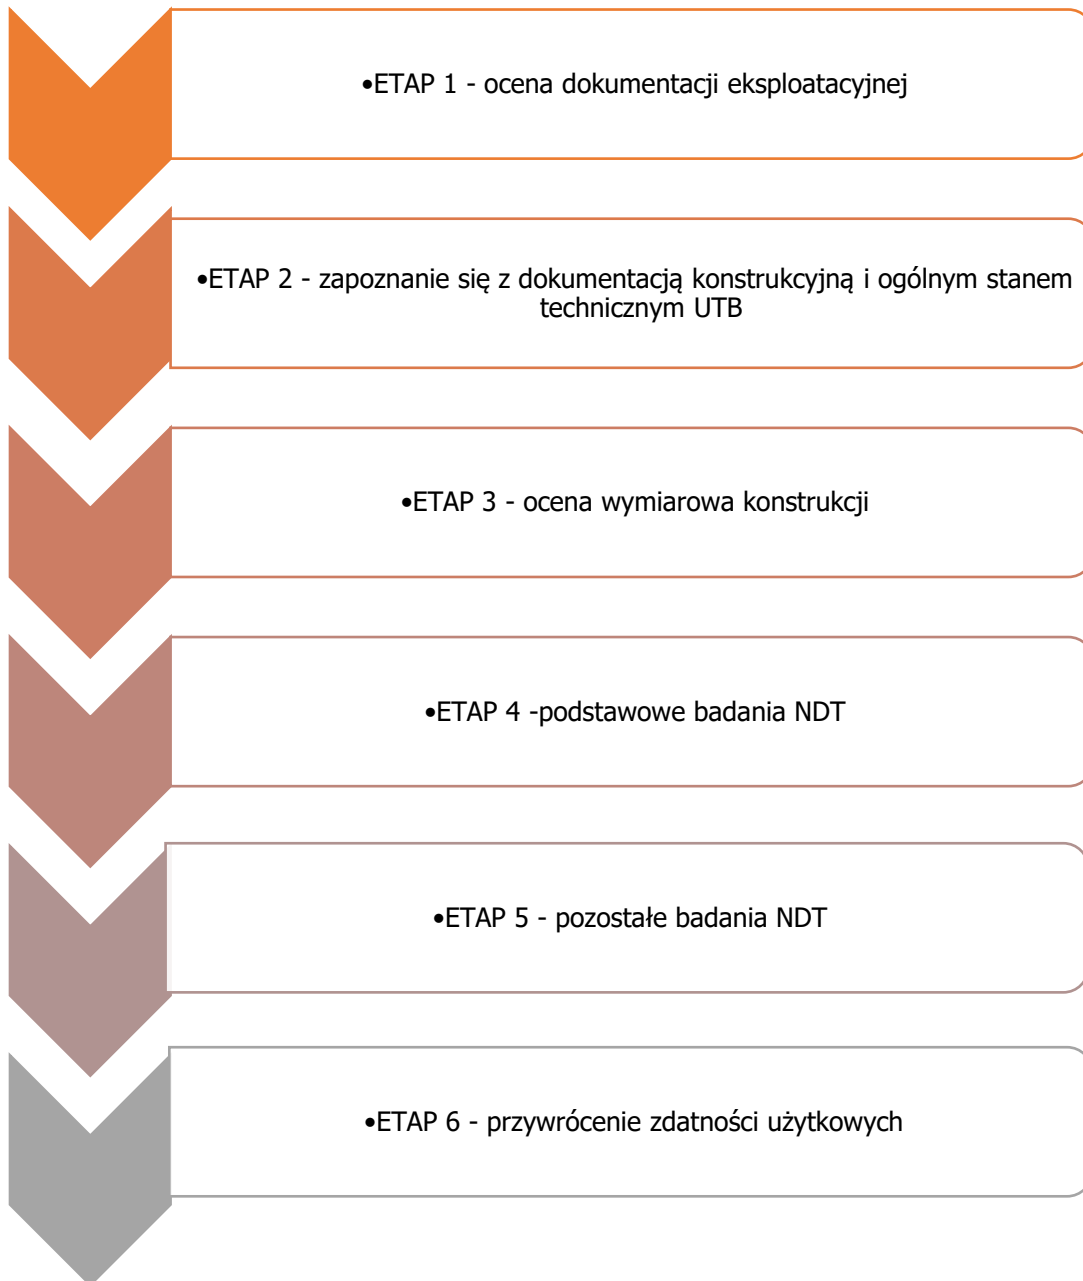 •ETAP 1 - ocena dokumentacji eksploatacyjnej
•ETAP 2 - zapoznanie się z dokumentacją konstrukcyjną i ogólnym stanem
technicznym UTB
•ETAP 3 - ocena wymiarowa konstrukcji
•ETAP 4 -podstawowe badania NDT
•ETAP 5 - pozostałe badania NDT
•ETAP 6 - przywrócenie zdatności użytkowych